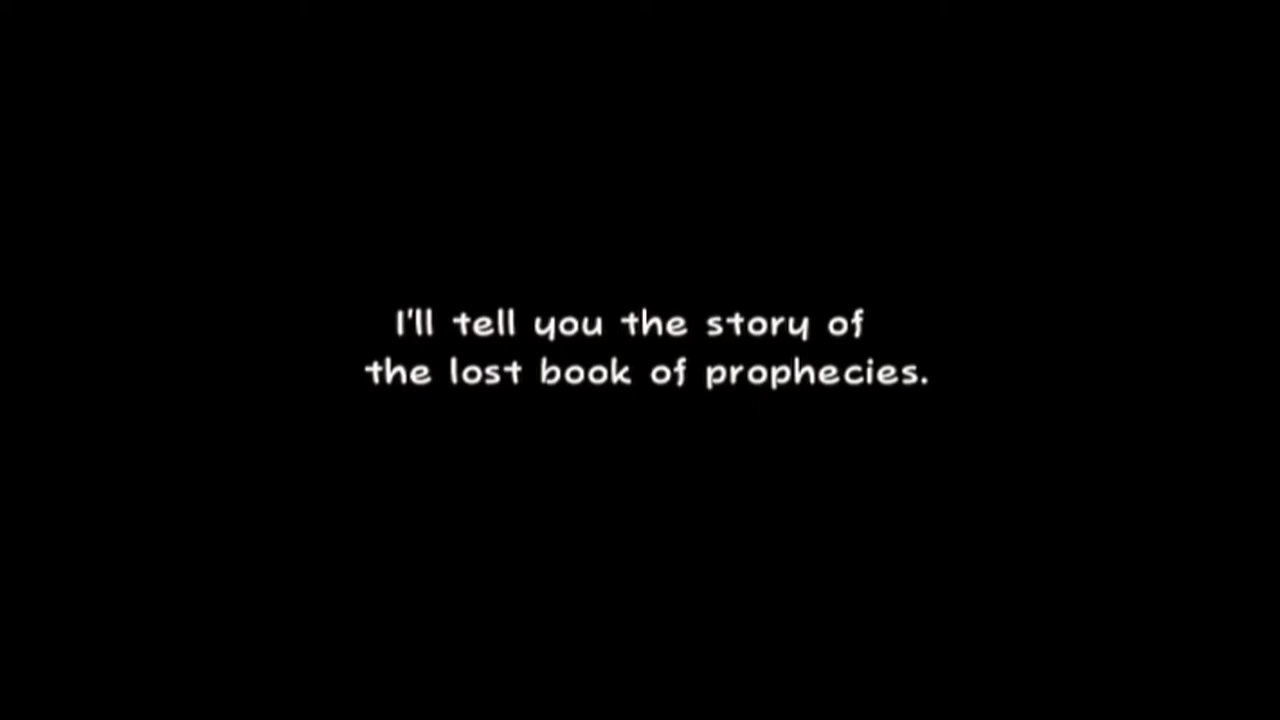 I'll tell you the story of
the lost book of prophecies.